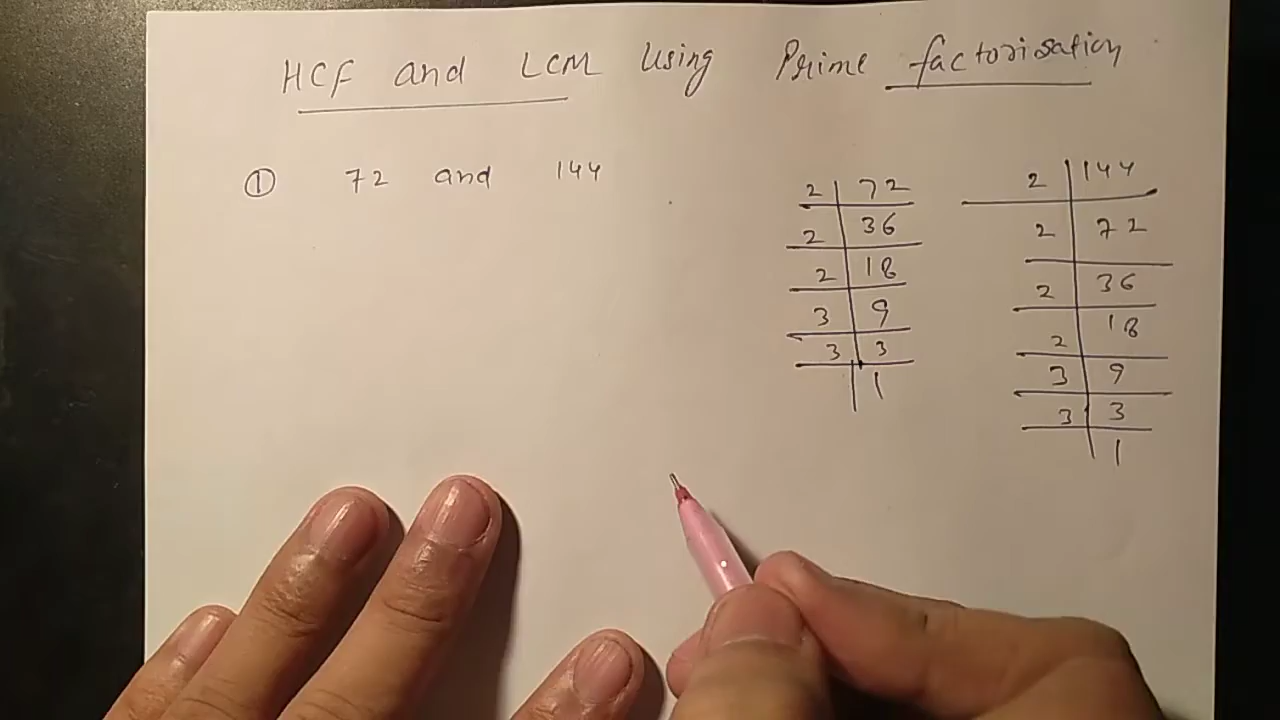 HCF and LCM Using Prime factorisation
① 72 and 144
2 | 72
2 | 36
2 | 18
3 | 9
3 | 3
| 1
2 | 144
2 | 72
2 | 36
2 | 18
3 | 9
3 | 3
| 1